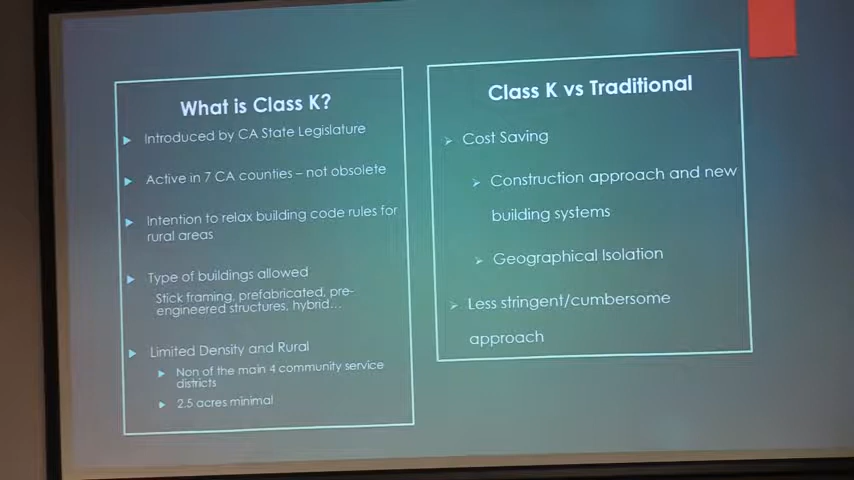 What is Class K?
Introduced by CA State Legislature
Active in 7 CA counties – not obsolete
Intention to relax building code rules for
rural areas
Type of buildings allowed
Stick framing, prefabricated, pre-
engineered structures, hybrid...
Limited Density and Rural
Non of the main 4 community service
districts
2.5 acres minimal
Class K vs Traditional
Cost Saving
Construction approach and new
building systems
Geographical Isolation
Less stringent/cumbersome
approach